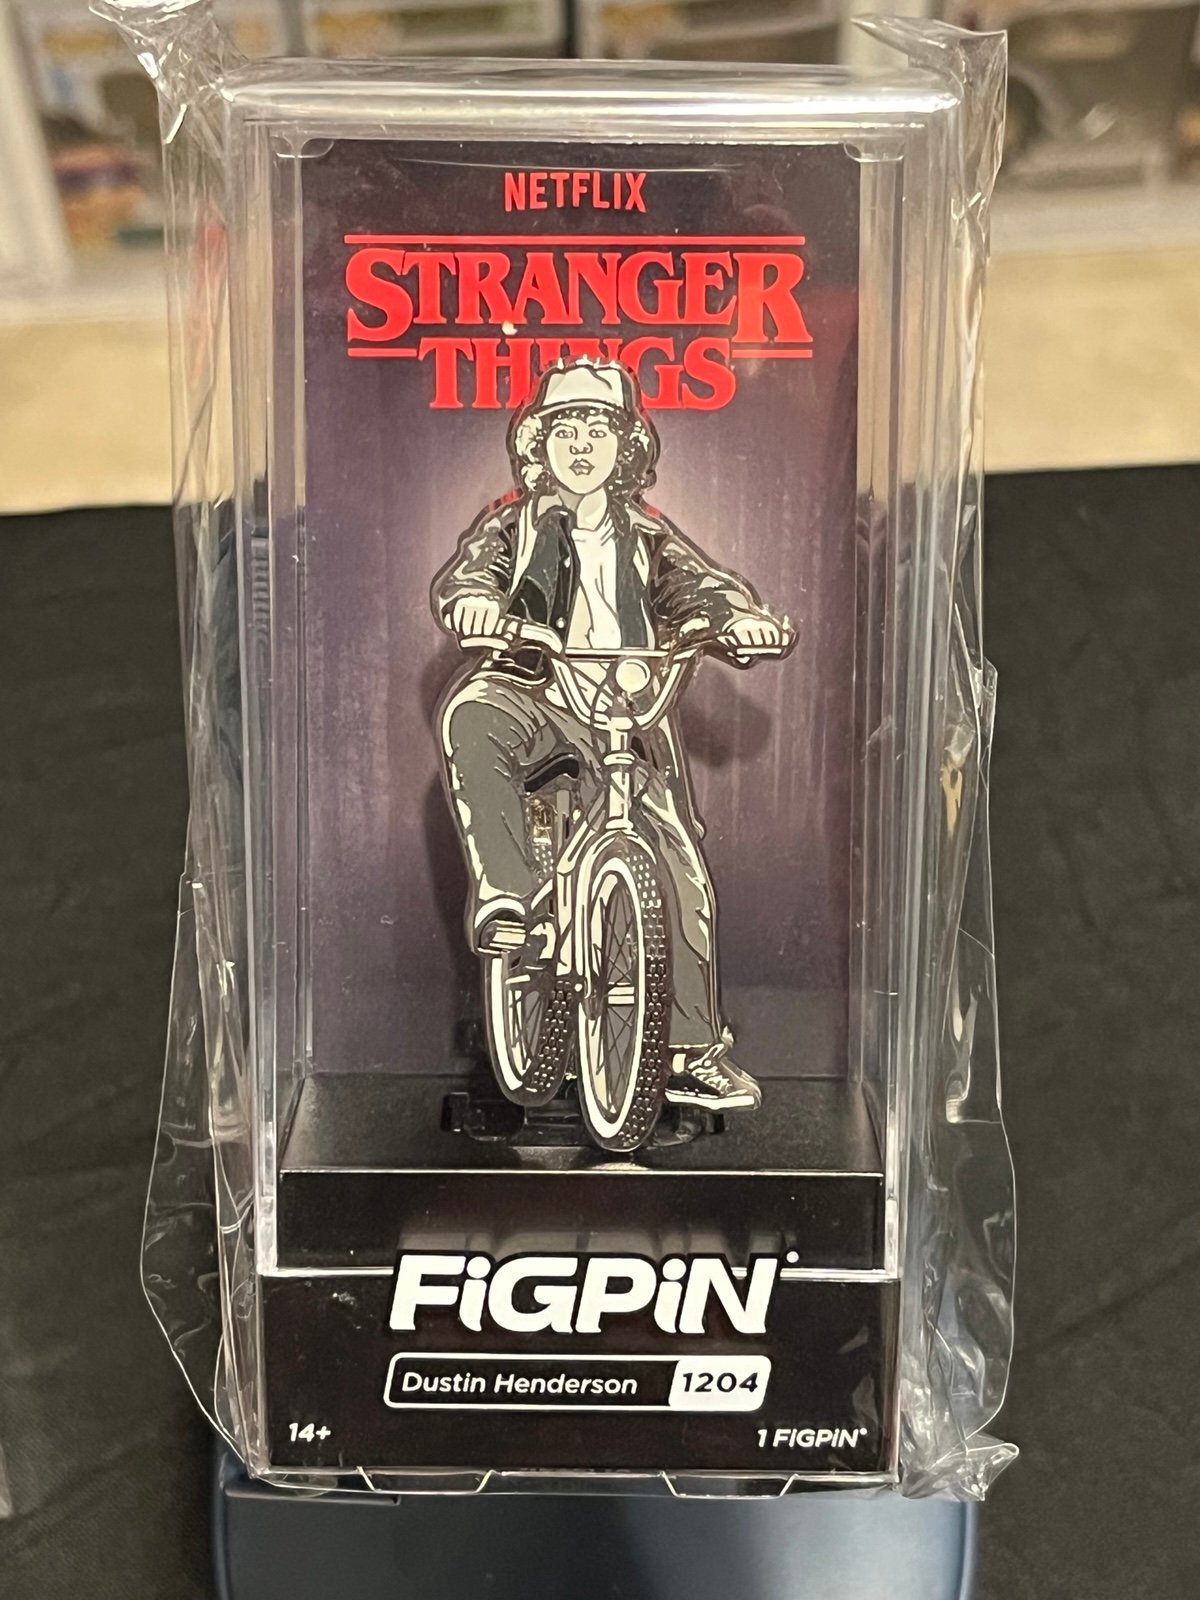 NETFLIX
STRANGER
THINGS
FiGPiN®
Dustin Henderson 1204
14+
1 FiGPiN®